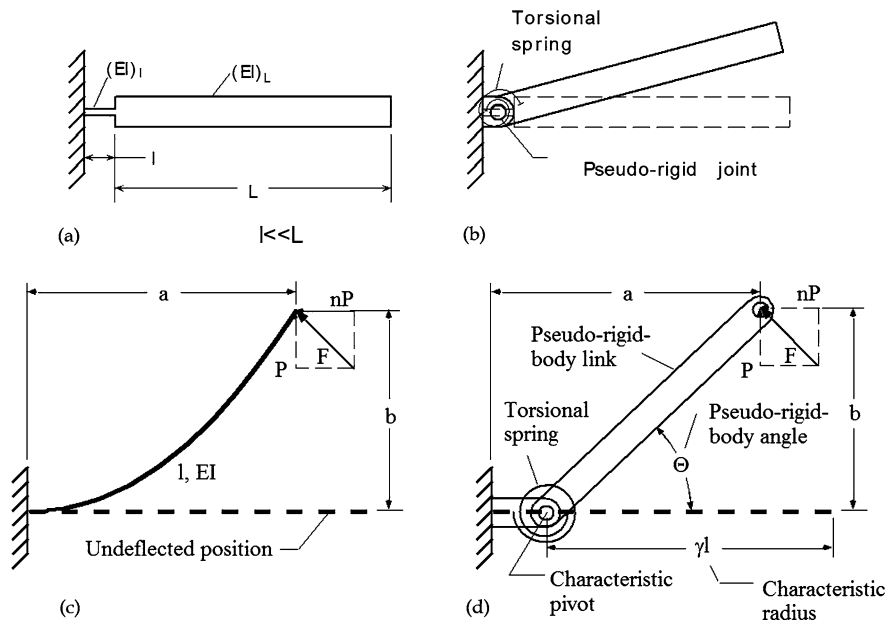 (EI)l
(EI)L
l
L
(a)
l<<L
Torsional
spring
Pseudo-rigid joint
(b)
a
nP
F
P
b
l, EI
Undeflected position
(c)
a
nP
Pseudo-rigid-
body link
P
F
Torsional
spring
Pseudo-rigid-
body angle
b
Θ
γl
Characteristic
pivot
Characteristic
radius
(d)